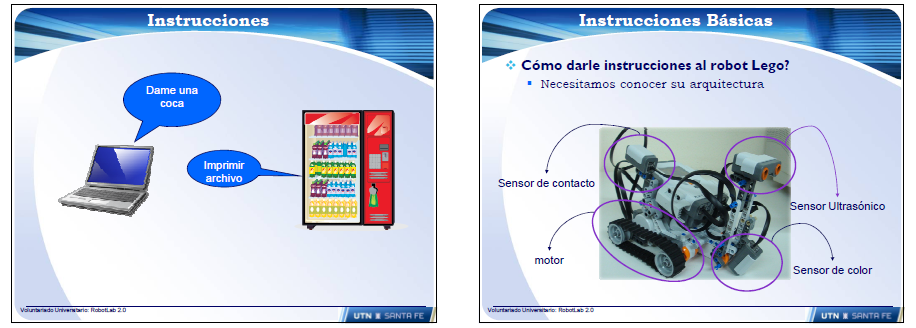 Instrucciones
Dame una
coca
Imprimir
archivo
Voluntariado Universitario: RobotLab 2.0
UTN SANTA FE
Instrucciones Básicas
Cómo darle instrucciones al robot Lego?
Necesitamos conocer su arquitectura
Sensor de contacto
Sensor Ultrasónico
motor
Sensor de color
Voluntariado Universitario: RobotLab 2.0
UTN SANTA FE